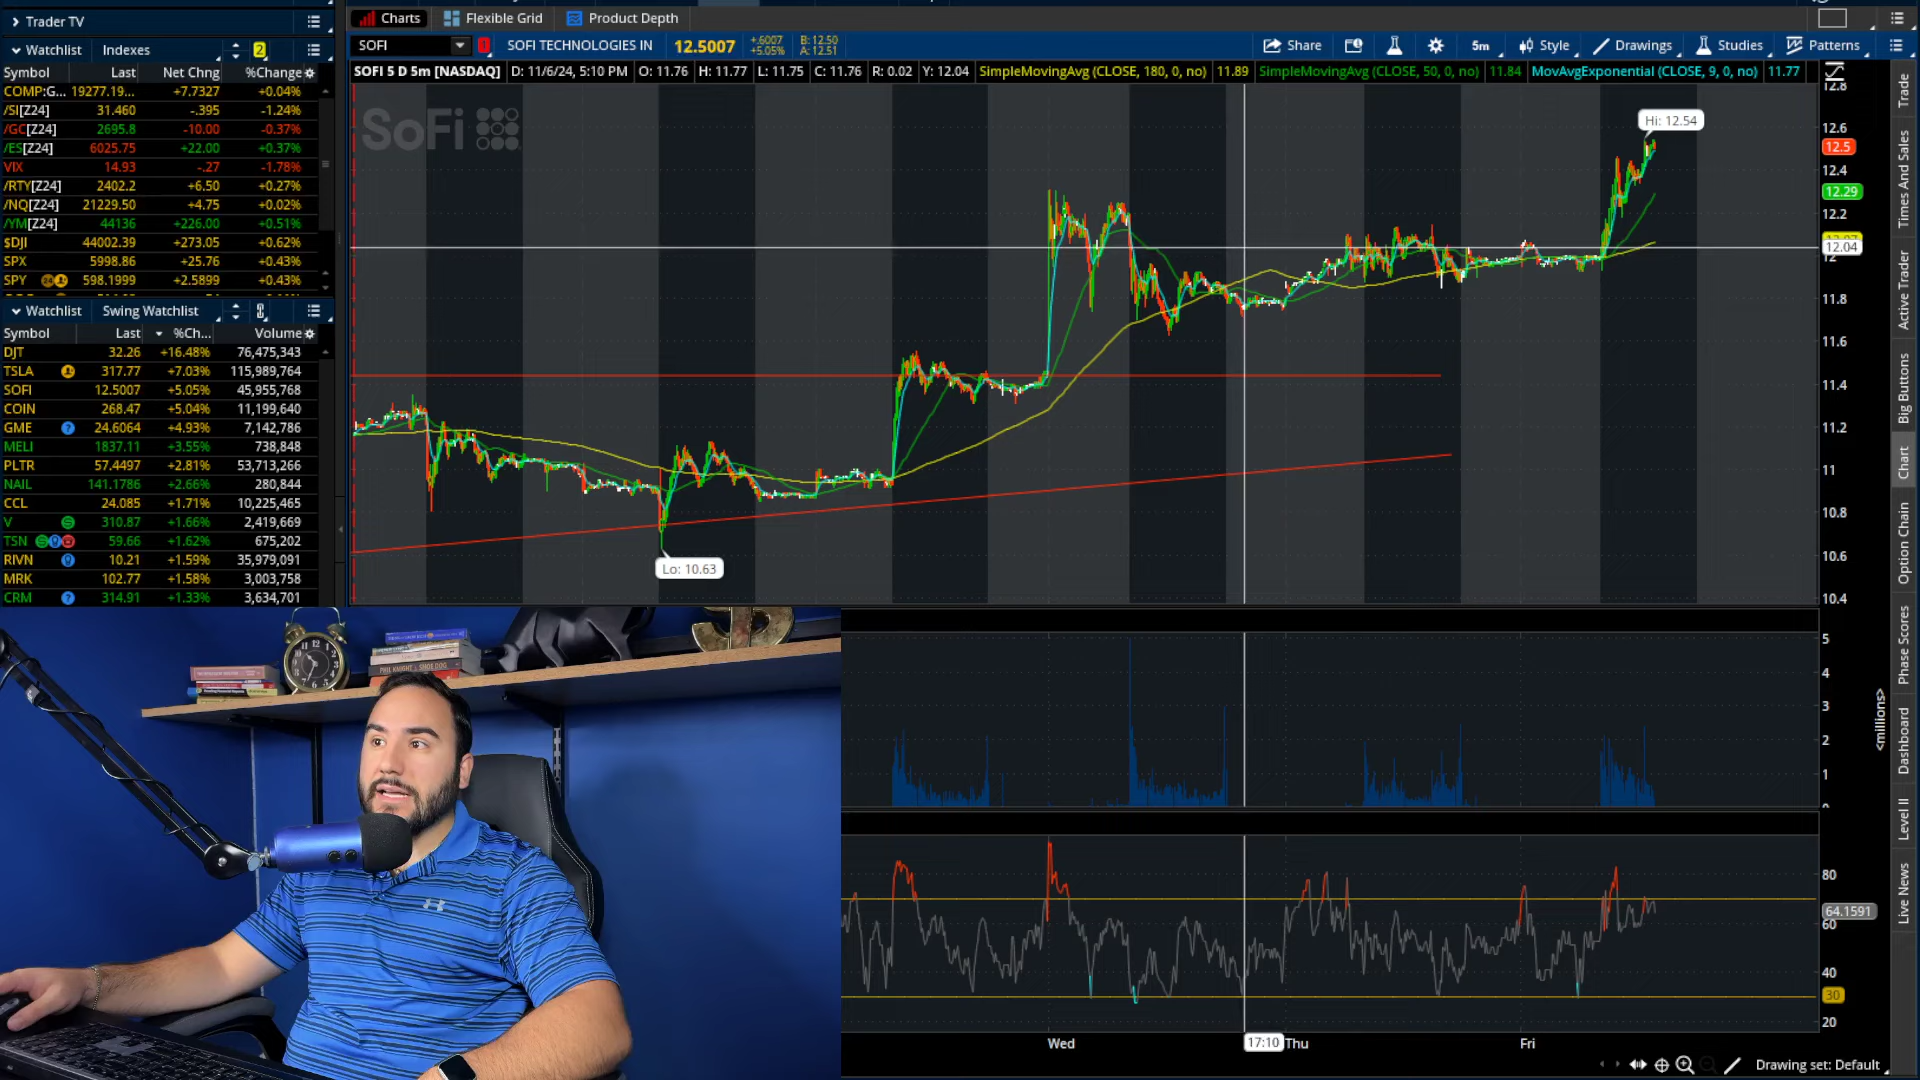 Trader TV
Charts Flexible Grid Product Depth
Watchlist Indexes 2
SOFI SOFI TECHNOLOGIES IN 12.5007 +.6007 +5.05% B: 12.50 A: 12.51 Share 5m Style Drawings Studies Patterns
Symbol Last Net Chng %Change
SOFI 5 D 5m [NASDAQ] D: 11/6/24, 5:10 PM O: 11.76 H: 11.77 L: 11.75 C: 11.76 R: 0.02 Y: 12.04 SimpleMovingAvg (CLOSE, 180, 0, no) 11.89 SimpleMovingAvg (CLOSE, 50, 0, no) 11.84 MovAvgExponential (CLOSE, 9, 0, no) 11.77
COMP:G... 19277.19... +7.7327 +0.04%
/SI[Z24] 31.460 -.395 -1.24%
/GC[Z24] 2695.8 -10.00 -0.37%
/ES[Z24] 6025.75 +22.00 +0.37%
VIX 14.93 -.27 -1.78%
/RTY[Z24] 2402.2 +6.50 +0.27%
/NQ[Z24] 21229.50 +4.75 +0.02%
/YM[Z24] 44136 +226.00 +0.51%
$DJI 44002.39 +273.05 +0.62%
SPX 5998.86 +25.76 +0.43%
SPY 24 598.1999 +2.5899 +0.43%
Watchlist Swing Watchlist
Symbol Last %Ch... Volume
DJT 32.26 +16.48% 76,475,343
TSLA 317.77 +7.03% 115,989,764
SOFI 12.5007 +5.05% 45,955,768
COIN 268.47 +5.04% 11,199,640
GME ? 24.6064 +4.93% 7,142,786
MELI 1837.11 +3.55% 738,848
PLTR 57.4497 +2.81% 53,713,266
NAIL 141.1786 +2.66% 280,844
CCL 24.085 +1.71% 10,225,465
V 310.87 +1.66% 2,419,669
TSN 59.66 +1.62% 675,202
RIVN 10.21 +1.59% 35,979,091
MRK 102.77 +1.58% 3,003,758
CRM ? 314.91 +1.33% 3,634,701
SoFi
Hi: 12.54
Lo: 10.63
12.8
12.6
12.5
12.4
12.29
12.2
12.04
12
11.8
11.6
11.4
11.2
11
10.8
10.6
10.4
5
4
3
2
1
0
<millions>
80
64.1591
60
40
30
20
Wed 17:10 Thu Fri
Drawing set: Default
Trade
Times And Sales
Active Trader
Big Buttons
Chart
Option Chain
Phase Scores
Dashboard
Level II
Live News
PHIL KNIGHT SHOE DOG